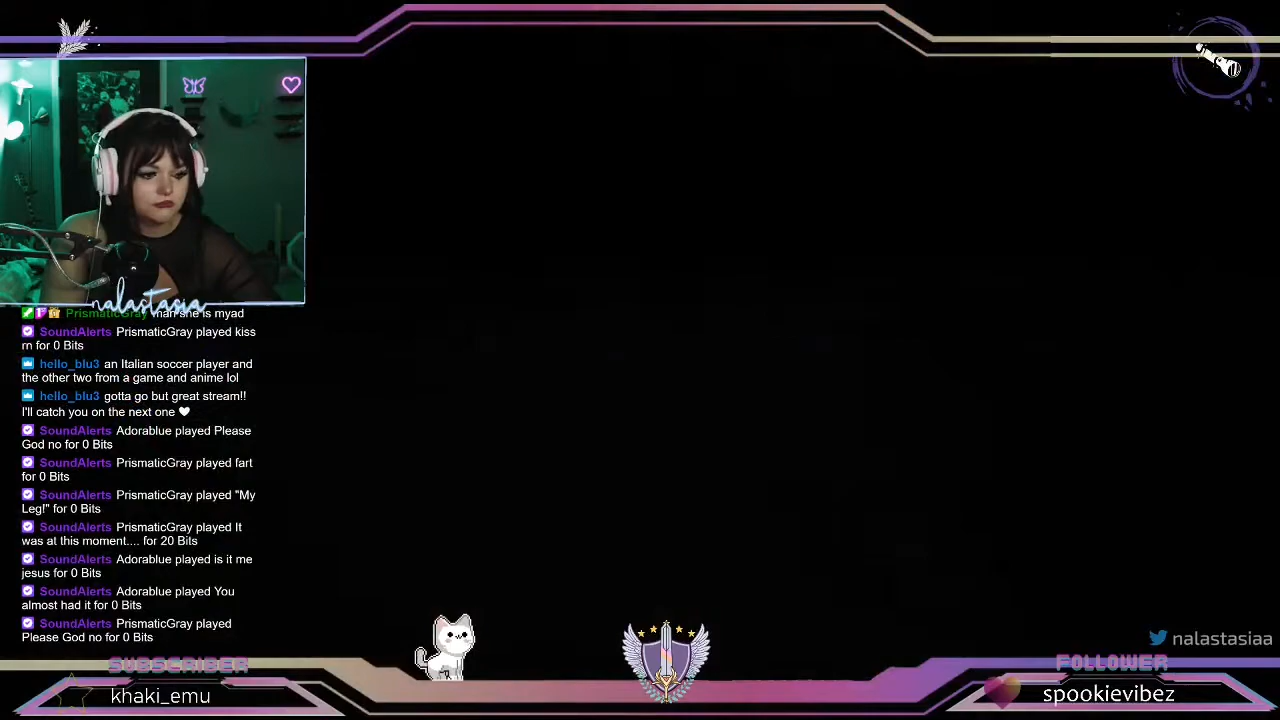 nalastasia
PrismaticGray man she is myad
SoundAlerts PrismaticGray played kiss
rn for 0 Bits
hello_blu3 an Italian soccer player and
the other two from a game and anime lol
hello_blu3 gotta go but great stream!!
I'll catch you on the next one
SoundAlerts Adorablue played Please
God no for 0 Bits
SoundAlerts PrismaticGray played fart
for 0 Bits
SoundAlerts PrismaticGray played "My
Leg!" for 0 Bits
SoundAlerts PrismaticGray played It
was at this moment.... for 20 Bits
SoundAlerts Adorablue played is it me
jesus for 0 Bits
SoundAlerts Adorablue played You
almost had it for 0 Bits
SoundAlerts PrismaticGray played
Please God no for 0 Bits
nalastasiaa
SUBSCRIBER
khaki_emu
FOLLOWER
spookievibez